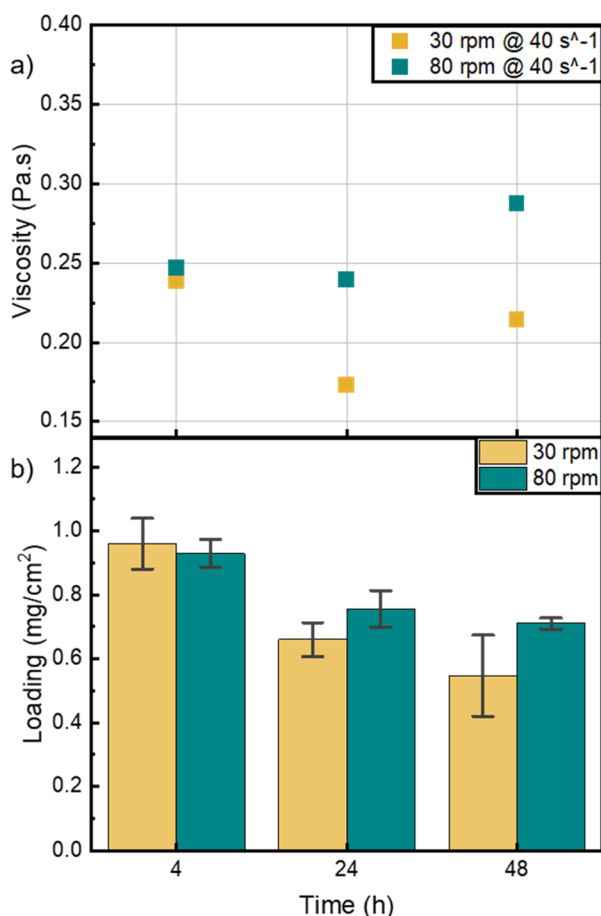 a)
30 rpm @ 40 s^-1
80 rpm @ 40 s^-1
0.40
0.35
0.30
0.25
0.20
0.15
Viscosity (Pa.s)
b)
30 rpm
80 rpm
1.2
1.0
0.8
0.6
0.4
0.2
0.0
Loading (mg/cm²)
4 24 48
Time (h)